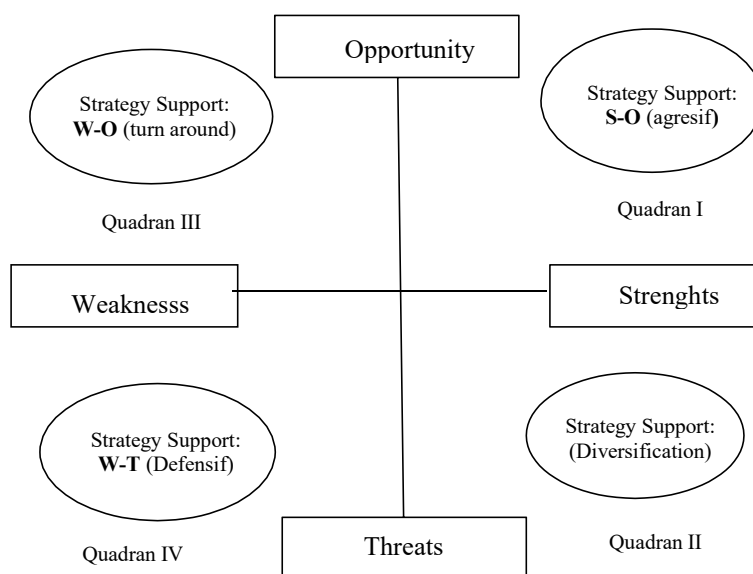 Opportunity
Strategy Support:
W-O (turn around)
Strategy Support:
S-O (agresif)
Quadran III
Quadran I
Weaknesss
Strenghts
Strategy Support:
W-T (Defensif)
Strategy Support:
(Diversification)
Quadran IV
Threats
Quadran II